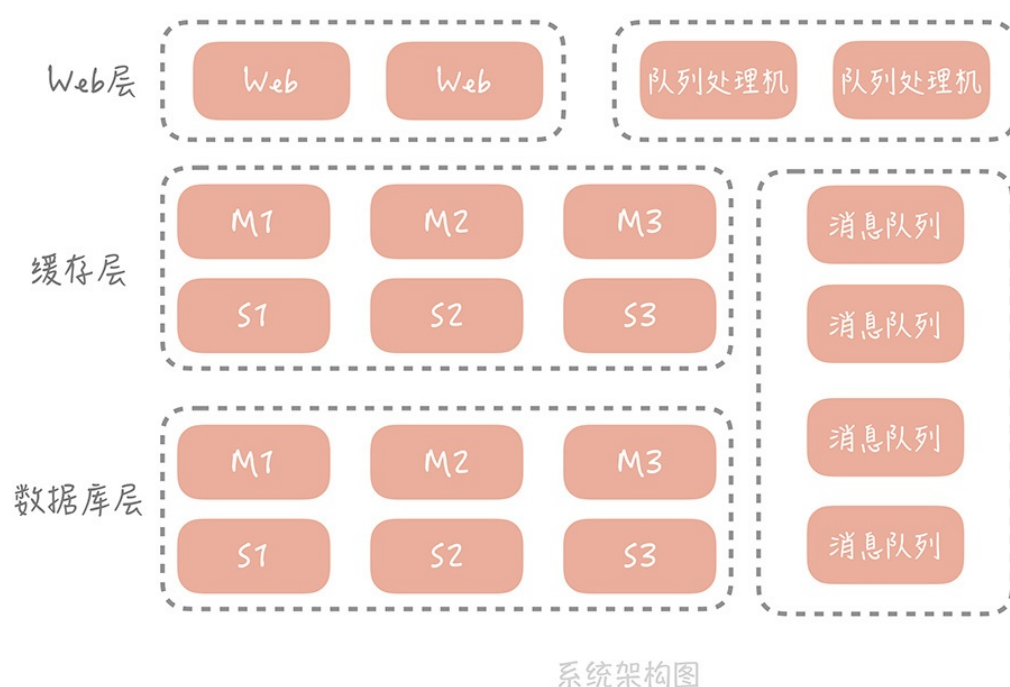 Web层
Web Web
队列处理机 队列处理机
缓存层
M1 M2 M3
S1 S2 S3
数据库层
M1 M2 M3
S1 S2 S3
消息队列
消息队列
消息队列
消息队列
系统架构图